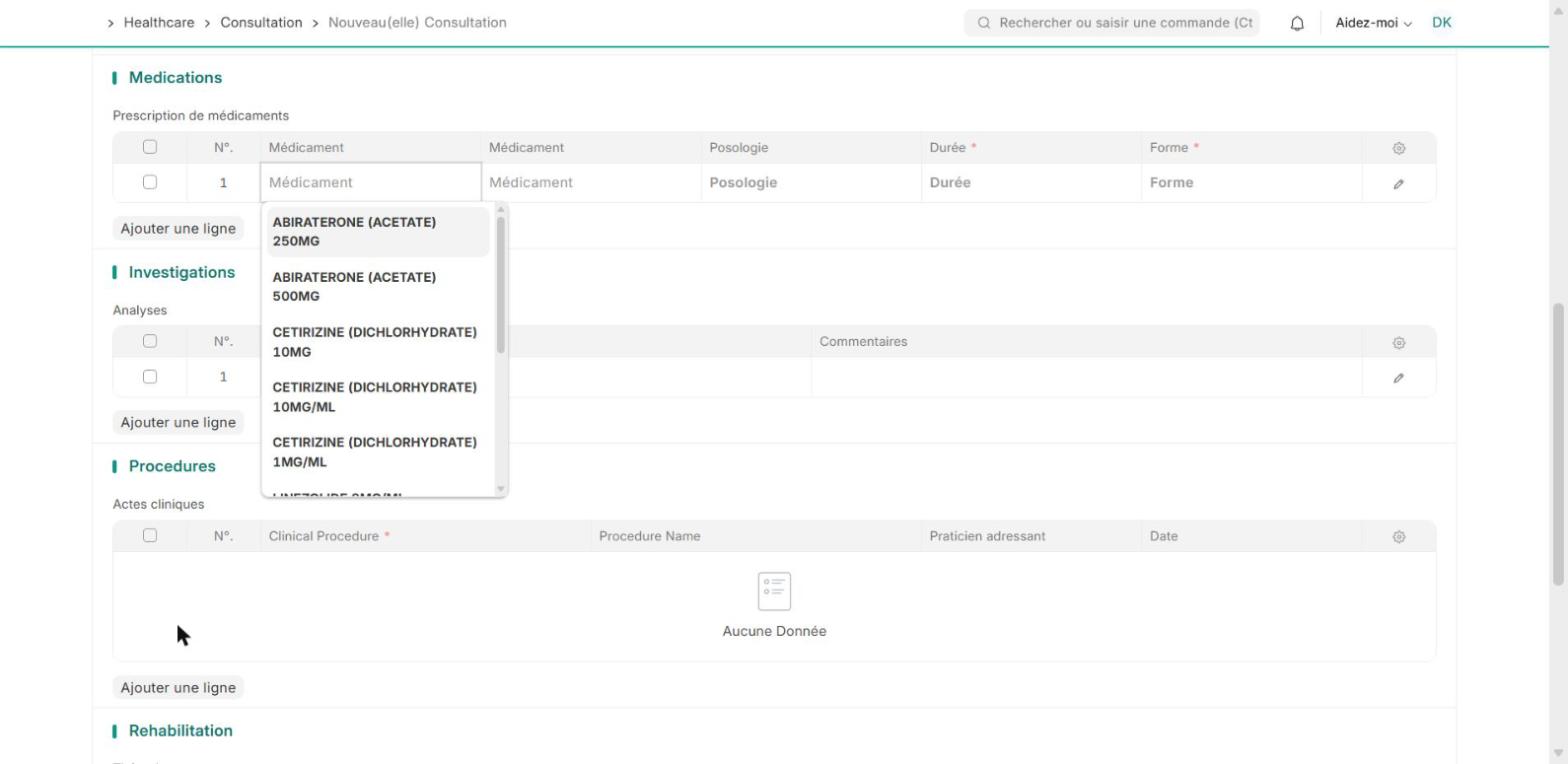 Healthcare > Consultation > Nouveau(elle) Consultation
Rechercher ou saisir une commande (Ct
Aidez-moi
DK
Medications
Prescription de médicaments
N°. Médicament Médicament Posologie Durée * Forme *
1 Médicament Médicament Posologie Durée Forme
ABIRATERONE (ACETATE)
250MG
ABIRATERONE (ACETATE)
500MG
CETIRIZINE (DICHLORHYDRATE)
10MG
CETIRIZINE (DICHLORHYDRATE)
10MG/ML
CETIRIZINE (DICHLORHYDRATE)
1MG/ML
Ajouter une ligne
Investigations
Analyses
N°. Commentaires
1
Ajouter une ligne
Procedures
Actes cliniques
N°. Clinical Procedure * Procedure Name Praticien adressant Date
Aucune Donnée
Ajouter une ligne
Rehabilitation